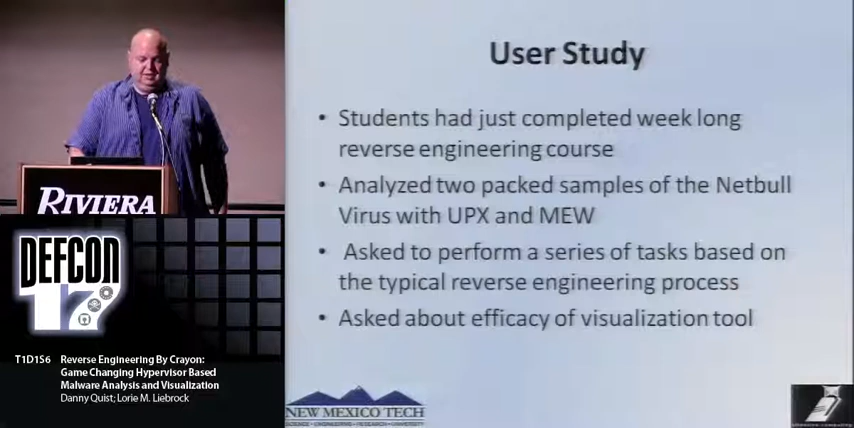 User Study
• Students had just completed week long
reverse engineering course
• Analyzed two packed samples of the Netbull
Virus with UPX and MEW
• Asked to perform a series of tasks based on
the typical reverse engineering process
• Asked about efficacy of visualization tool
RIVIERA
DEFCON
17
T1D1S6 Reverse Engineering By Crayon:
Game Changing Hypervisor Based
Malware Analysis and Visualization
Danny Quist; Lorie M. Liebrock
NEW MEXICO TECH
SCIENCE • ENGINEERING • RESEARCH • UNIVERSITY